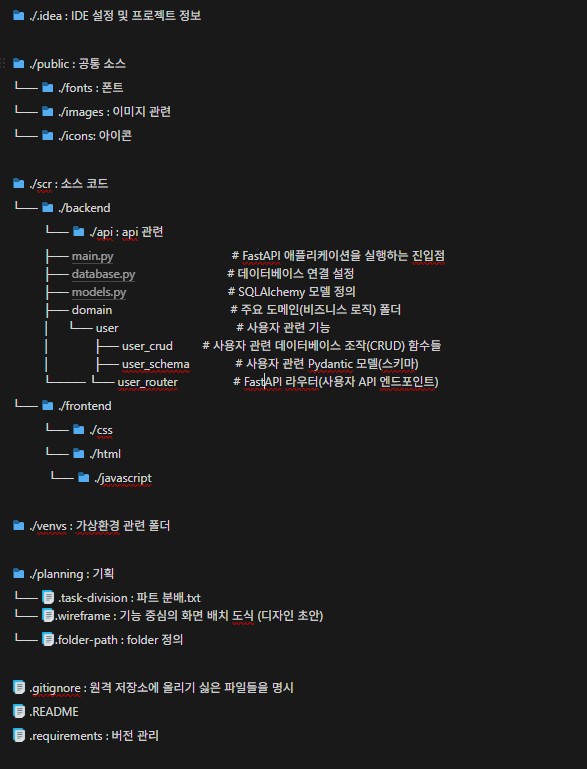 ./.idea : IDE 설정 및 프로젝트 정보
./public : 공통 소스
└── ./fonts : 폰트
└── ./images : 이미지 관련
└── ./icons: 아이콘
./scr : 소스 코드
└── ./backend
└── ./api : api 관련
├── main.py # FastAPI 애플리케이션을 실행하는 진입점
├── database.py # 데이터베이스 연결 설정
├── models.py # SQLAlchemy 모델 정의
├── domain # 주요 도메인(비즈니스 로직) 폴더
│ └──user # 사용자 관련 기능
│ ├──user_crud # 사용자 관련 데이터베이스 조작(CRUD) 함수들
│ ├──user_schema # 사용자 관련 Pydantic 모델(스키마)
└──── └──user_router # FastAPI 라우터(사용자 API 엔드포인트)
└── ./frontend
└── ./css
└── ./html
└── ./javascript
./venvs : 가상환경 관련 폴더
./planning : 기획
└── .task-division : 파트 분배.txt
└── .wireframe : 기능 중심의 화면 배치 도식 (디자인 초안)
└── .folder-path : folder 정의
.gitignore : 원격 저장소에 올리기 싫은 파일들을 명시
.README
.requirements : 버전 관리